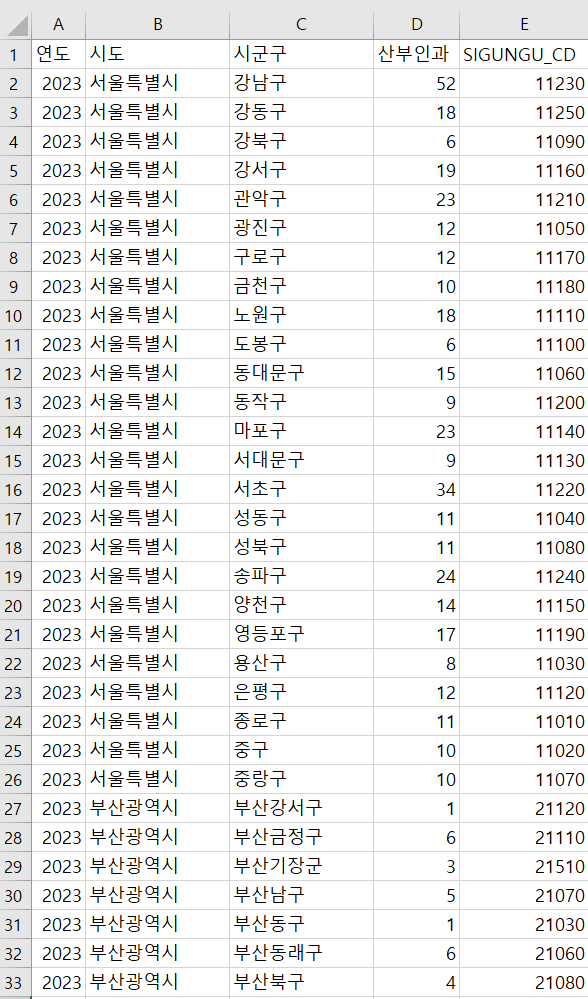 A B C D E
1 연도 시도 시군구 산부인과 SIGUNGU_CD
2 2023 서울특별시 강남구 52 11230
3 2023 서울특별시 강동구 18 11250
4 2023 서울특별시 강북구 6 11090
5 2023 서울특별시 강서구 19 11160
6 2023 서울특별시 관악구 23 11210
7 2023 서울특별시 광진구 12 11050
8 2023 서울특별시 구로구 12 11170
9 2023 서울특별시 금천구 10 11180
10 2023 서울특별시 노원구 18 11110
11 2023 서울특별시 도봉구 6 11100
12 2023 서울특별시 동대문구 15 11060
13 2023 서울특별시 동작구 9 11200
14 2023 서울특별시 마포구 23 11140
15 2023 서울특별시 서대문구 9 11130
16 2023 서울특별시 서초구 34 11220
17 2023 서울특별시 성동구 11 11040
18 2023 서울특별시 성북구 11 11080
19 2023 서울특별시 송파구 24 11240
20 2023 서울특별시 양천구 14 11150
21 2023 서울특별시 영등포구 17 11190
22 2023 서울특별시 용산구 8 11030
23 2023 서울특별시 은평구 12 11120
24 2023 서울특별시 종로구 11 11010
25 2023 서울특별시 중구 10 11020
26 2023 서울특별시 중랑구 10 11070
27 2023 부산광역시 부산강서구 1 21120
28 2023 부산광역시 부산금정구 6 21110
29 2023 부산광역시 부산기장군 3 21510
30 2023 부산광역시 부산남구 5 21070
31 2023 부산광역시 부산동구 1 21030
32 2023 부산광역시 부산동래구 6 21060
33 2023 부산광역시 부산북구 4 21080